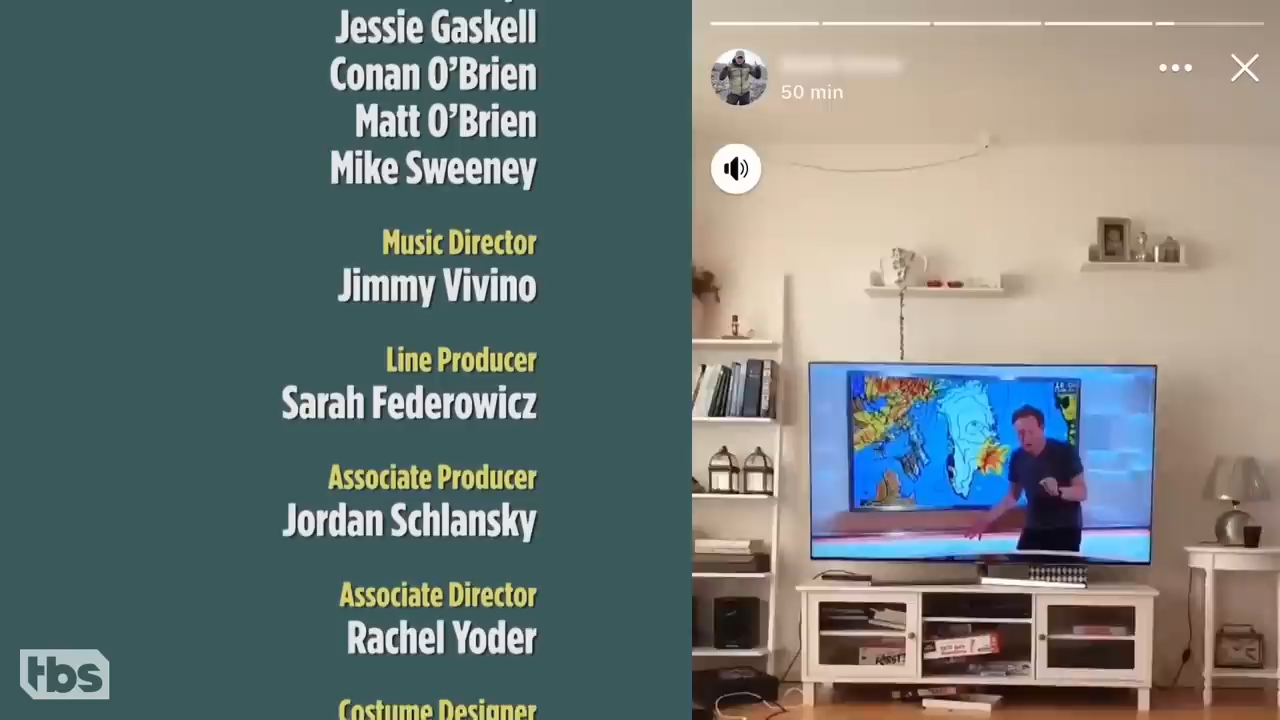 Jessie Gaskell
Conan O'Brien
Matt O'Brien
Mike Sweeney
Music Director
Jimmy Vivino
Line Producer
Sarah Federowicz
Associate Producer
Jordan Schlansky
Associate Director
Rachel Yoder
Costume Designer
tbs
50 min